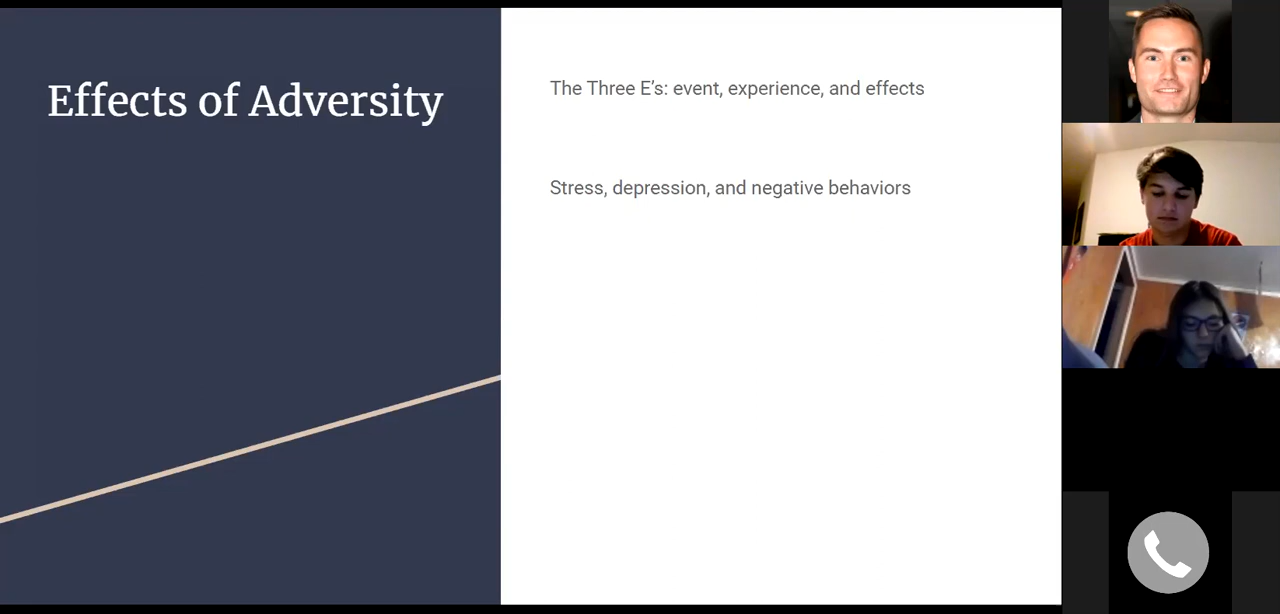 Effects of Adversity
The Three E’s: event, experience, and effects
Stress, depression, and negative behaviors